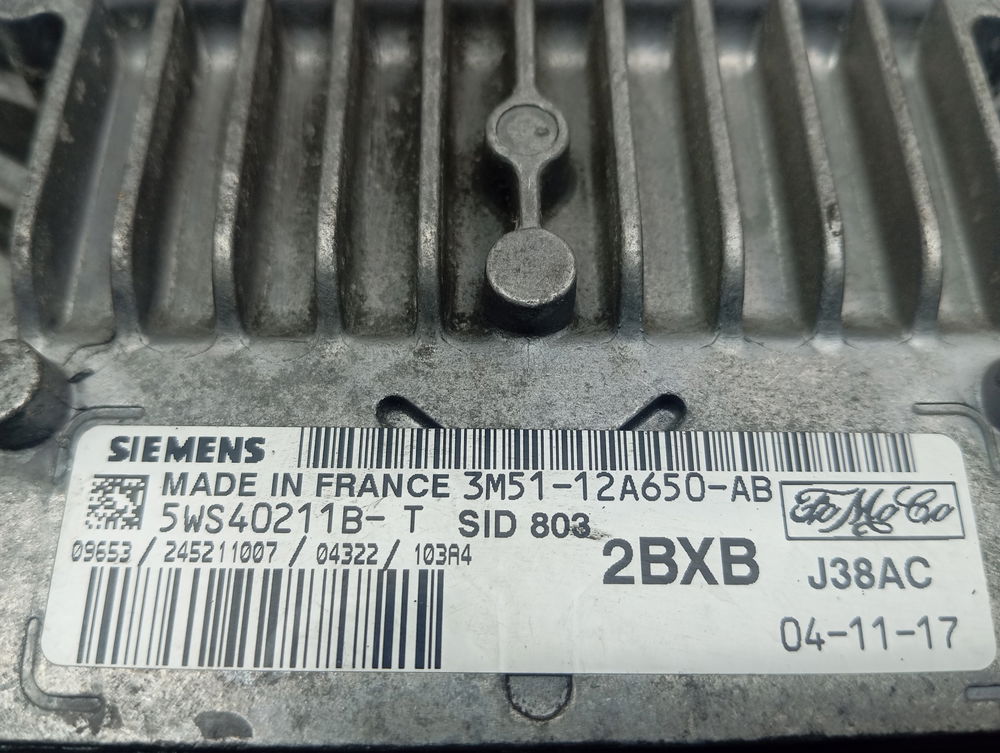 SIEMENS
MADE IN FRANCE 3M51-12A650-AB
5WS40211B-T SID 803
FoMoCo
09653 / 245211007 / 04322 / 103A4
2BXB
J38AC
04-11-17